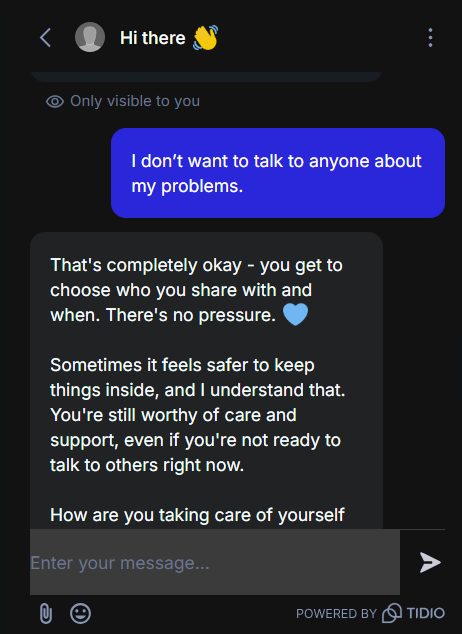 Hi there 👋
Only visible to you
I don’t want to talk to anyone about
my problems.
That's completely okay - you get to
choose who you share with and
when. There's no pressure. 💙
Sometimes it feels safer to keep
things inside, and I understand that.
You're still worthy of care and
support, even if you're not ready to
talk to others right now.
How are you taking care of yourself
Enter your message...
POWERED BY TIDIO